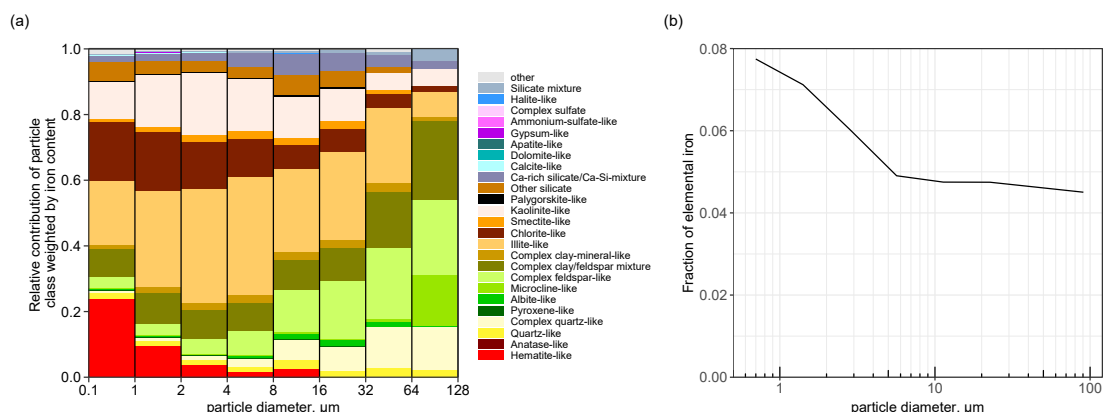 (a)
Relative contribution of particle
class weighted by iron content
1.0
0.8
0.6
0.4
0.2
0.0
0.1 1 2 4 8 16 32 64 128
particle diameter, µm
other
Silicate mixture
Halite-like
Complex sulfate
Ammonium-sulfate-like
Gypsum-like
Apatite-like
Dolomite-like
Calcite-like
Ca-rich silicate/Ca-Si-mixture
Other silicate
Palygorskite-like
Kaolinite-like
Smectite-like
Chlorite-like
Illite-like
Complex clay-mineral-like
Complex clay/feldspar mixture
Complex feldspar-like
Microcline-like
Albite-like
Pyroxene-like
Complex quartz-like
Quartz-like
Anatase-like
Hematite-like
(b)
Fraction of elemental iron
0.08
0.06
0.04
0.02
0.00
1 10 100
particle diameter, µm